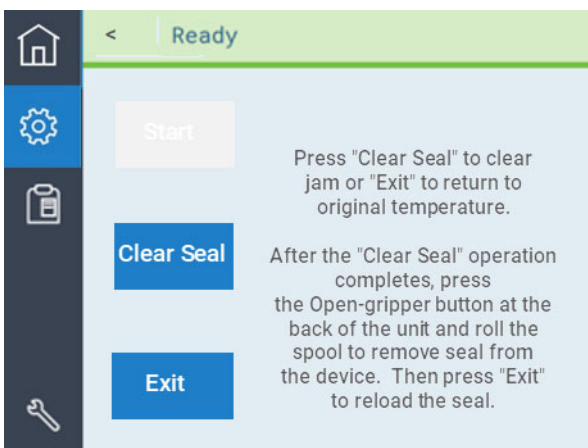 < Ready
Start
Press "Clear Seal" to clear
jam or "Exit" to return to
original temperature.
Clear Seal
After the "Clear Seal" operation
completes, press
the Open-gripper button at the
back of the unit and roll the
spool to remove seal from
the device. Then press "Exit"
to reload the seal.
Exit